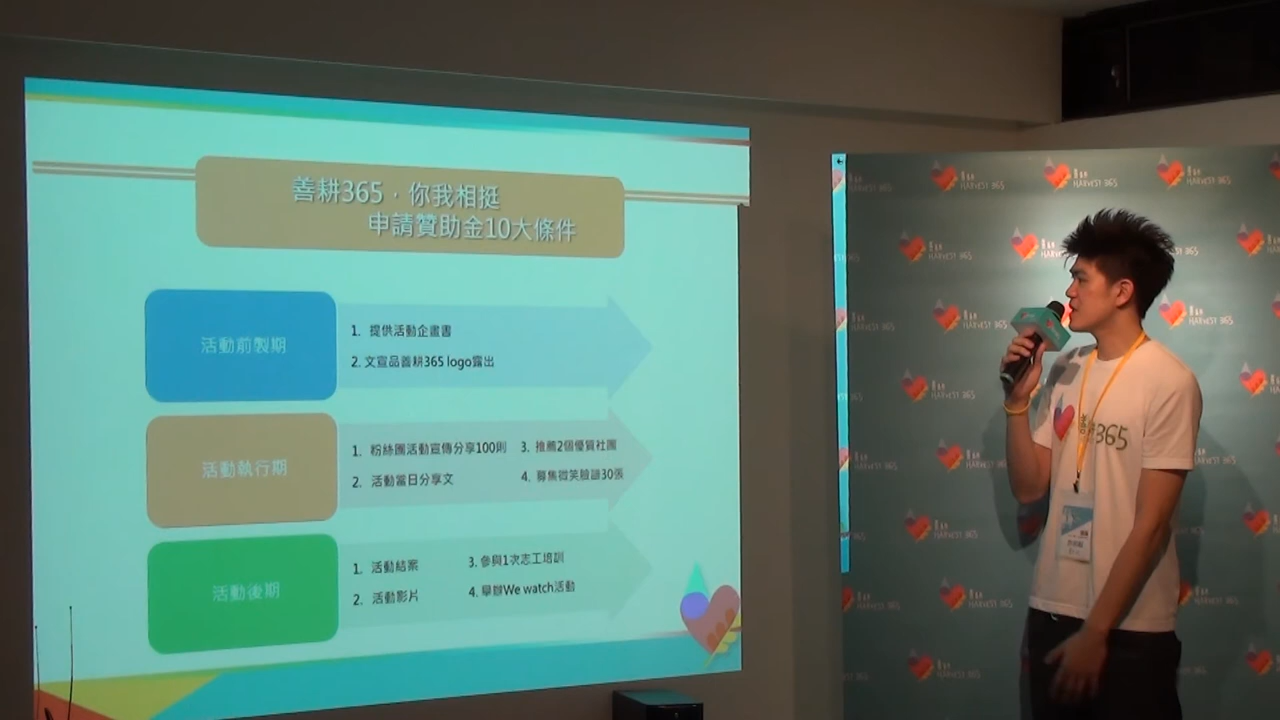 善耕365，你我相挺
申請贊助金10大條件
活動前製期
1. 提供活動企畫書
2. 文宣品善耕365 logo露出
活動執行期
1. 粉絲團活動宣傳分享100則
2. 活動當日分享文
3. 推薦2個優質社團
4. 募集微笑臉譜30張
活動後期
1. 活動結案
2. 活動影片
3. 參與1次志工培訓
4. 舉辦We watch活動
善耕
HARVEST 365
365